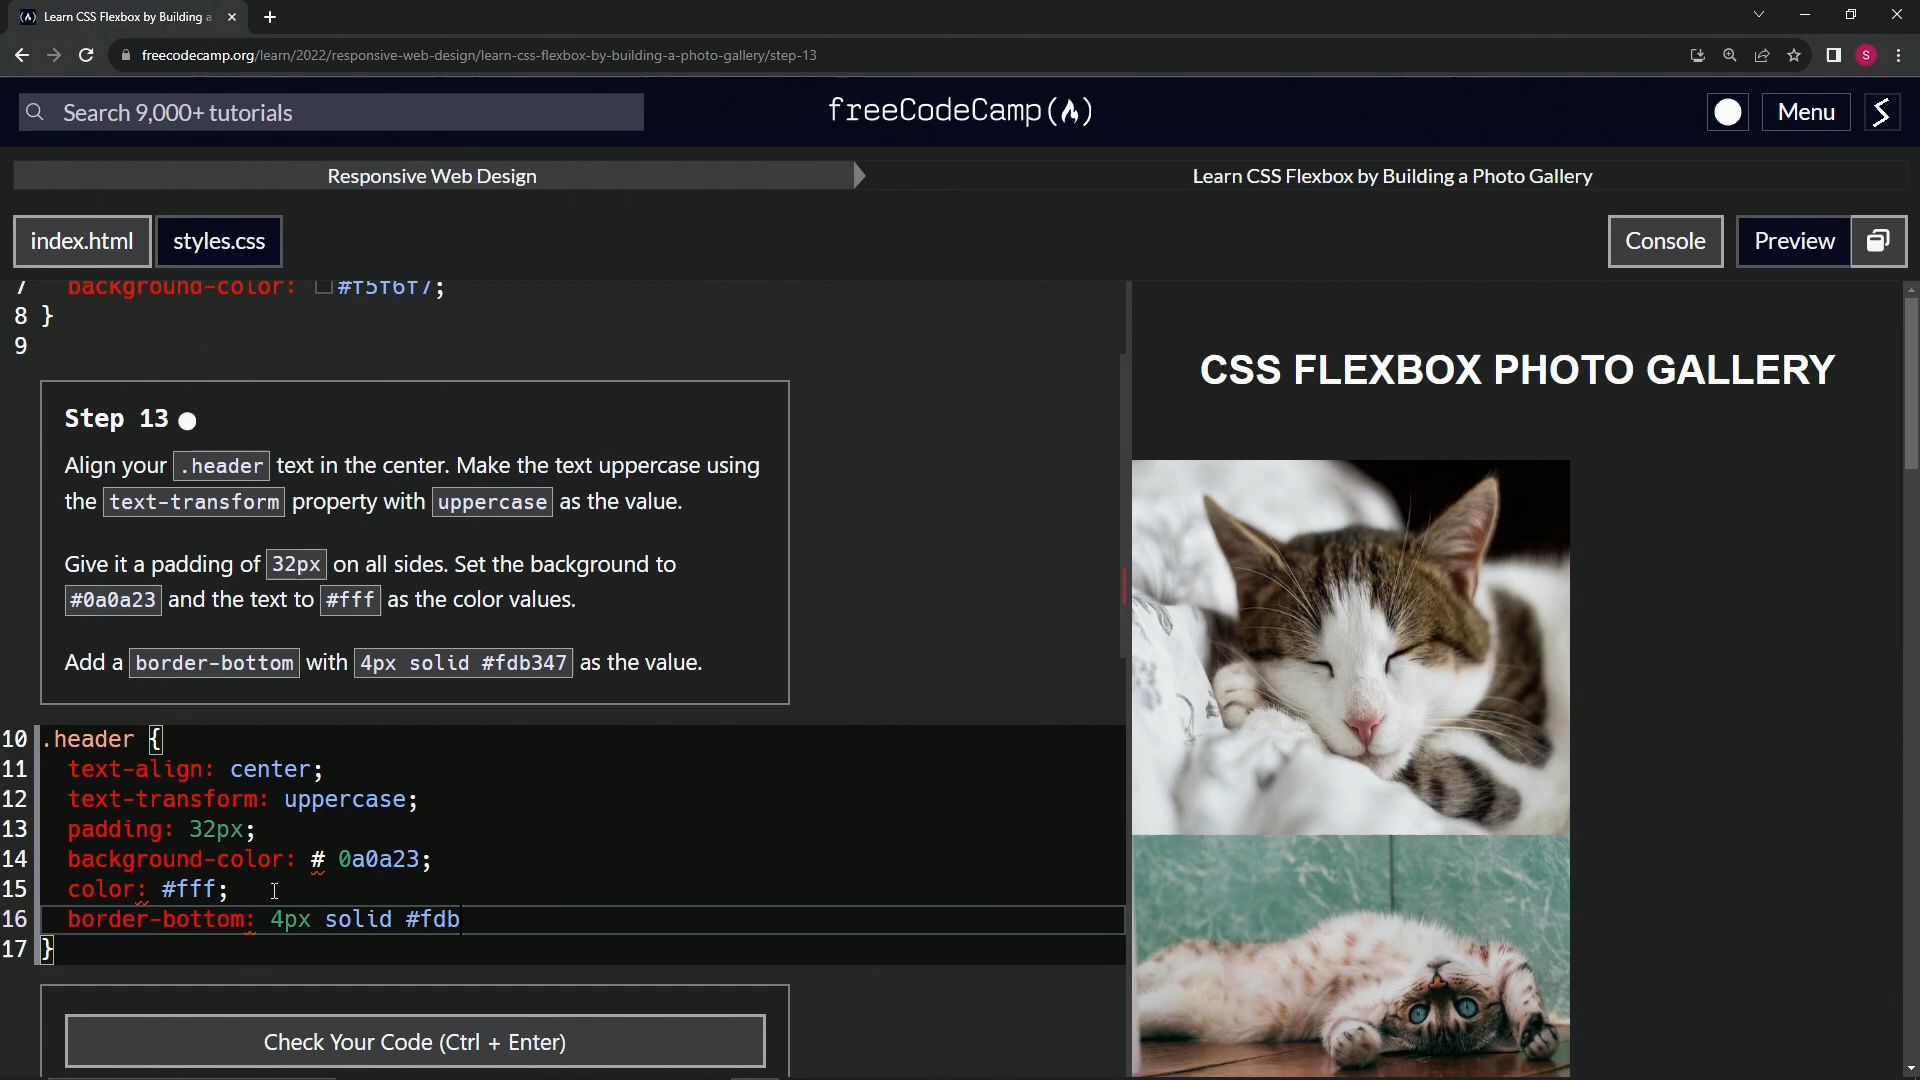 Learn CSS Flexbox by Building a
freecodecamp.org/learn/2022/responsive-web-design/learn-css-flexbox-by-building-a-photo-gallery/step-13
S
Search 9,000+ tutorials
freeCodeCamp
Menu
Responsive Web Design
Learn CSS Flexbox by Building a Photo Gallery
index.html
styles.css
Console
Preview
7 background-color: #f5f6f7;
8 }
9
Step 13
Align your .header text in the center. Make the text uppercase using
the text-transform property with uppercase as the value.
Give it a padding of 32px on all sides. Set the background to
#0a0a23 and the text to #fff as the color values.
Add a border-bottom with 4px solid #fdb347 as the value.
10 .header {
11 text-align: center;
12 text-transform: uppercase;
13 padding: 32px;
14 background-color: # 0a0a23;
15 color: #fff;
16 border-bottom: 4px solid #fdb
17 }
Check Your Code (Ctrl + Enter)
CSS FLEXBOX PHOTO GALLERY